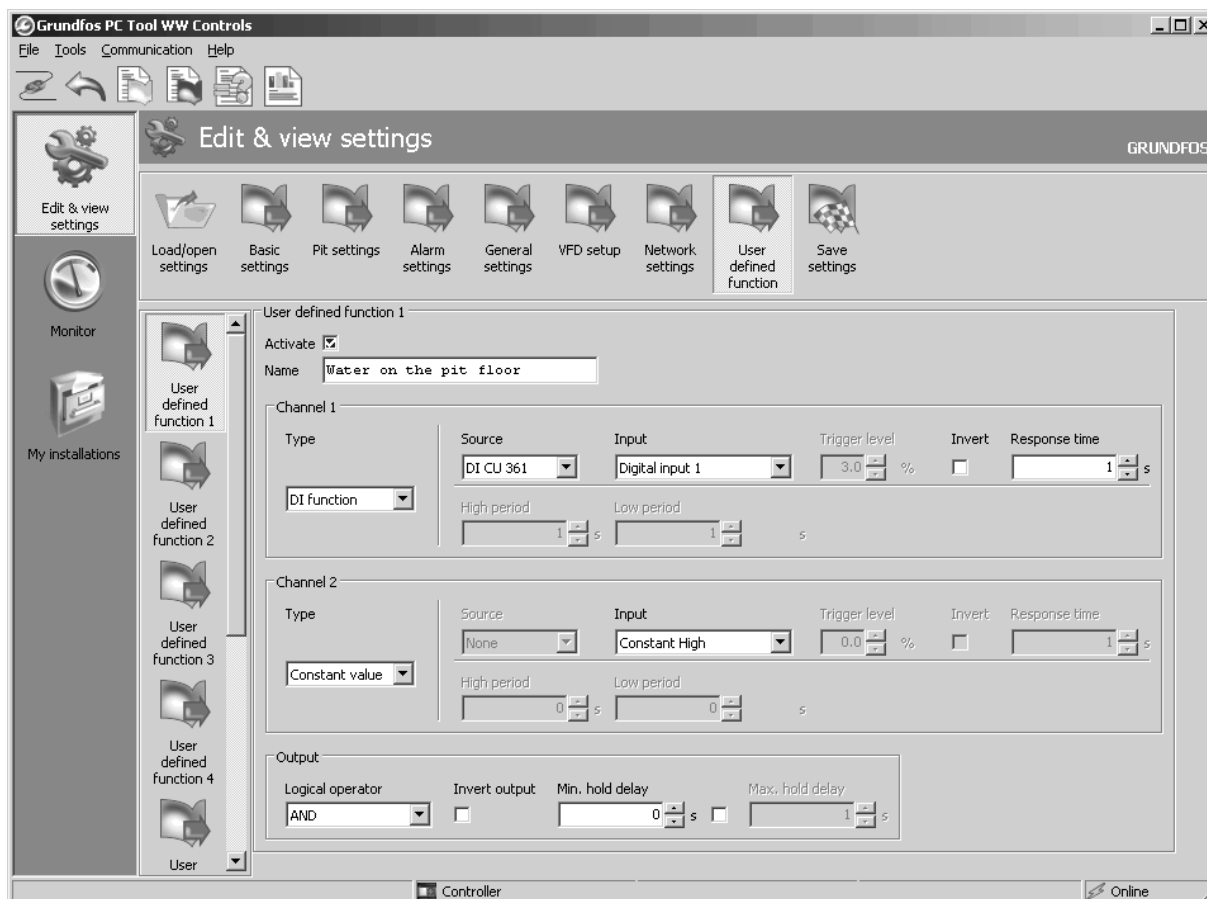 Grundfos PC Tool WW Controls
File Tools Communication Help
Edit & view settings
GRUNDFOS
Edit & view
settings
Monitor
My installations
Load/open
settings
Basic
settings
Pit settings
Alarm
settings
General
settings
VFD setup
Network
settings
User
defined
function
Save
settings
User
defined
function 1
User
defined
function 2
User
defined
function 3
User
defined
function 4
User
User defined function 1
Activate
Name Water on the pit floor
Channel 1
Type Source Input Trigger level Invert Response time
DI function DI CU 361 Digital input 1 3.0 % 1 s
High period Low period
1 s 1 s
Channel 2
Type Source Input Trigger level Invert Response time
Constant value None Constant High 0.0 % 1 s
High period Low period
0 s 0 s
Output
Logical operator Invert output Min. hold delay Max. hold delay
AND 0 s 1 s
Controller Online